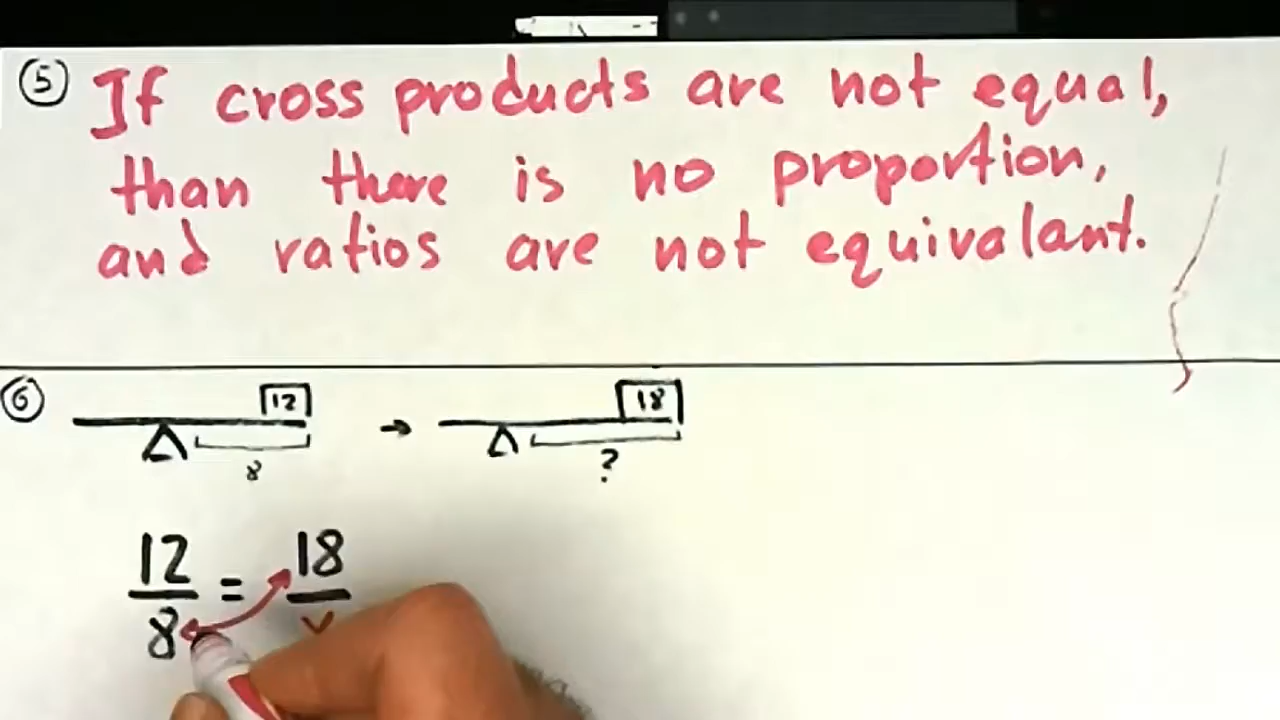 5 If cross products are not equal,
than there is no proportion,
and ratios are not equivalant.
6
12 → 18
8 ?
12 = 18
8